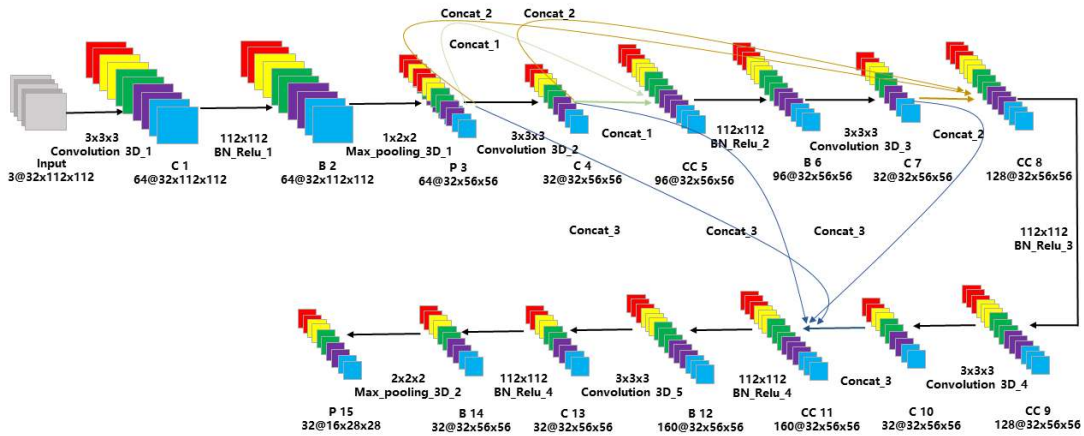 Concat_2
Concat_2
Concat_1
3x3x3
Convolution 3D_1
112x112
BN_Relu_1
1x2x2
Max_pooling_3D_1
3x3x3
Convolution 3D_2
Concat_1
112x112
BN_Relu_2
3x3x3
Convolution 3D_3
Concat_2
Input
3@32x112x112
C 1
64@32x112x112
B 2
64@32x112x112
P 3
64@32x56x56
C 4
32@32x56x56
CC 5
96@32x56x56
B 6
96@32x56x56
C 7
32@32x56x56
CC 8
128@32x56x56
Concat_3
Concat_3
Concat_3
112x112
BN_Relu_3
2x2x2
Max_pooling_3D_2
112x112
BN_Relu_4
3x3x3
Convolution 3D_5
112x112
BN_Relu_4
Concat_3
3x3x3
Convolution 3D_4
P 15
32@16x28x28
B 14
32@32x56x56
C 13
32@32x56x56
B 12
160@32x56x56
CC 11
160@32x56x56
C 10
32@32x56x56
CC 9
128@32x56x56